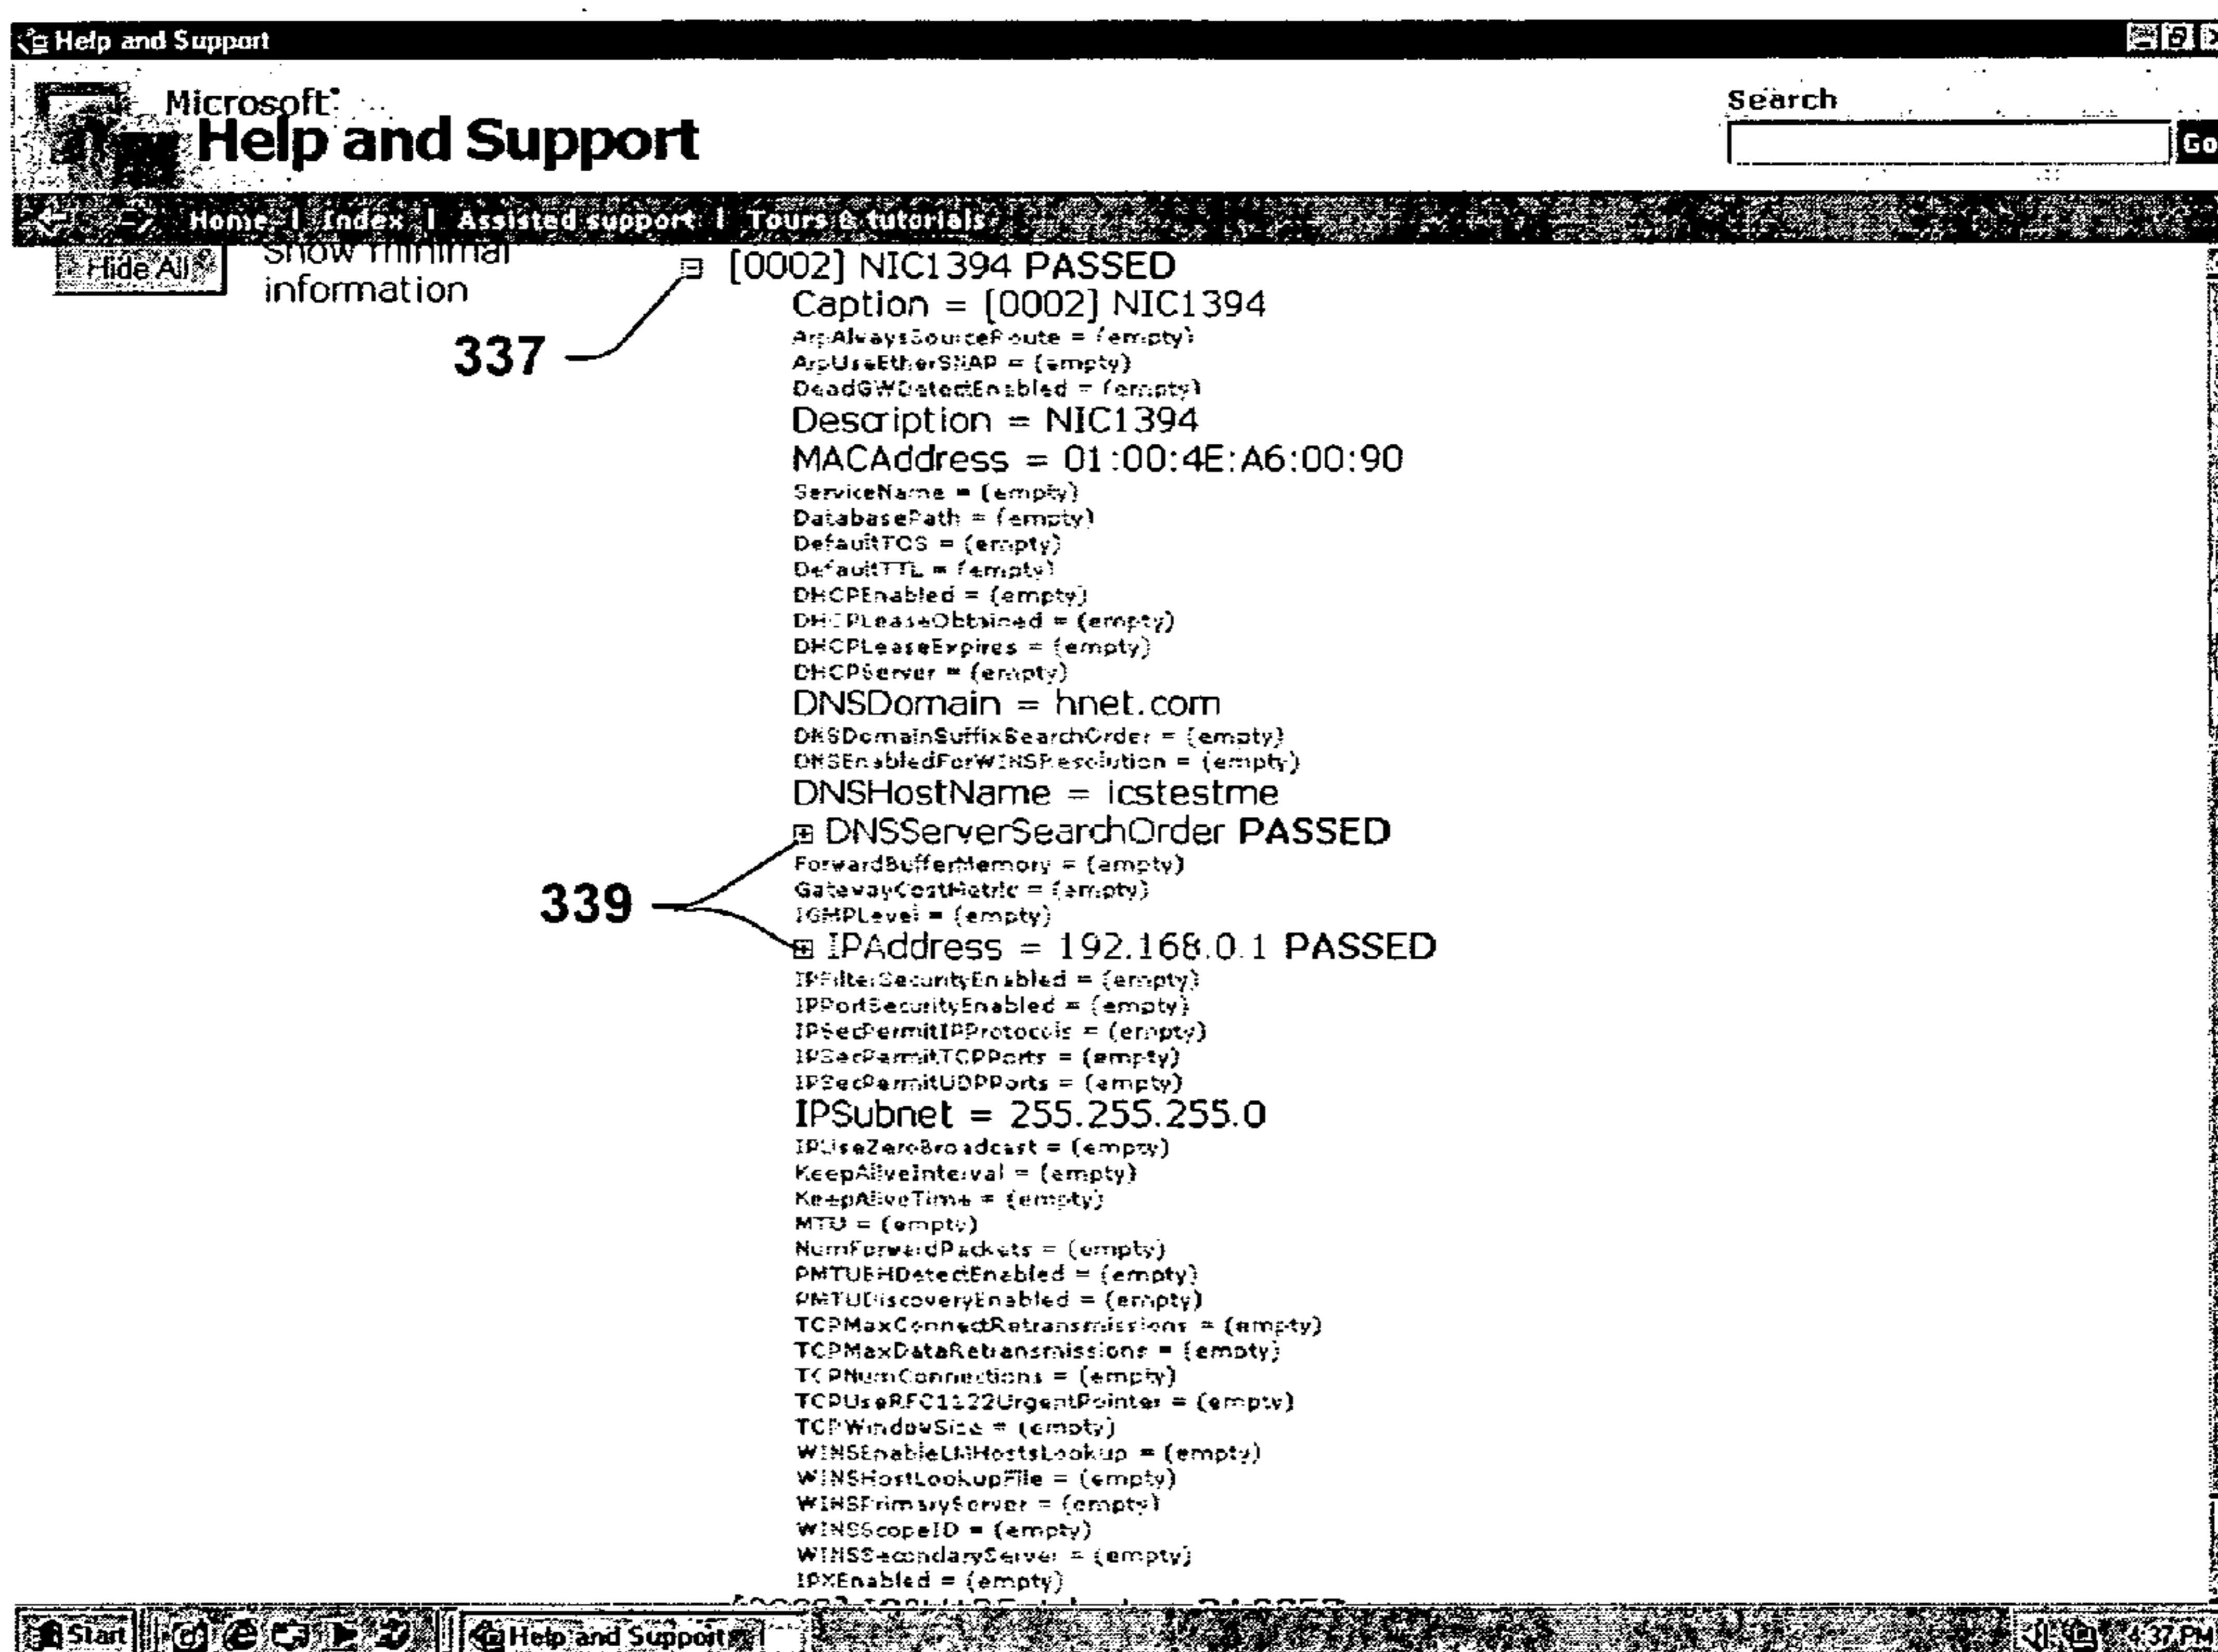 Help and Support
Microsoft
Help and Support
Search
Go
Home | Index | Assisted support | Tours & tutorials
Hide All
Show minimal
information
[0002] NIC1394 PASSED
337
Caption = [0002] NIC1394
ArpAlwaysSourceRoute = (empty)
ArpUseEtherSNAP = (empty)
DeadGWDetectEnabled = (empty)
Description = NIC1394
MACAddress = 01:00:4E:A6:00:90
ServiceName = (empty)
DatabasePath = (empty)
DefaultTOS = (empty)
DefaultTTL = (empty)
DHCPEnabled = (empty)
DHCPLeaseObtained = (empty)
DHCPLeaseExpires = (empty)
DHCPServer = (empty)
DNSDomain = hnet.com
DNSDomainSuffixSearchOrder = (empty)
DNSEnabledForWINSResolution = (empty)
DNSHostName = icstestme
DNSServerSearchOrder PASSED
ForwardBufferMemory = (empty)
GatewayCostMetric = (empty)
339
IGMPLevel = (empty)
IPAddress = 192.168.0.1 PASSED
IPFilterSecurityEnabled = (empty)
IPPortSecurityEnabled = (empty)
IPSecPermitIPProtocols = (empty)
IPSecPermitTCPPorts = (empty)
IPSecPermitUDPPorts = (empty)
IPSubnet = 255.255.255.0
IPUseZeroBroadcast = (empty)
KeepAliveInterval = (empty)
KeepAliveTime = (empty)
MTU = (empty)
NumForwardPackets = (empty)
PMTUBHDetectEnabled = (empty)
PMTUDiscoveryEnabled = (empty)
TCPMaxConnectRetransmissions = (empty)
TCPMaxDataRetransmissions = (empty)
TCPNumConnections = (empty)
TCPUseRFC1122UrgentPointer = (empty)
TCPWindowSize = (empty)
WINSEnableLMHostsLookup = (empty)
WINSHostLookupFile = (empty)
WINSPrimaryServer = (empty)
WINSScopeID = (empty)
WINSSecondaryServer = (empty)
IPXEnabled = (empty)
Start
Help and Support
4:37 PM